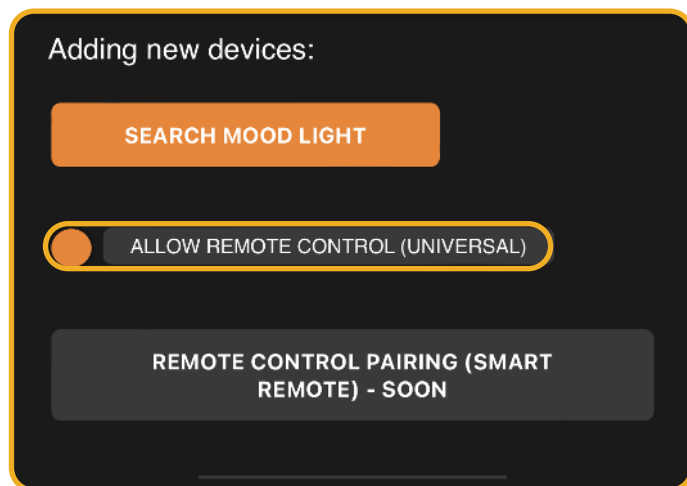 Adding new devices:
SEARCH MOOD LIGHT
ALLOW REMOTE CONTROL (UNIVERSAL)
REMOTE CONTROL PAIRING (SMART
REMOTE) - SOON